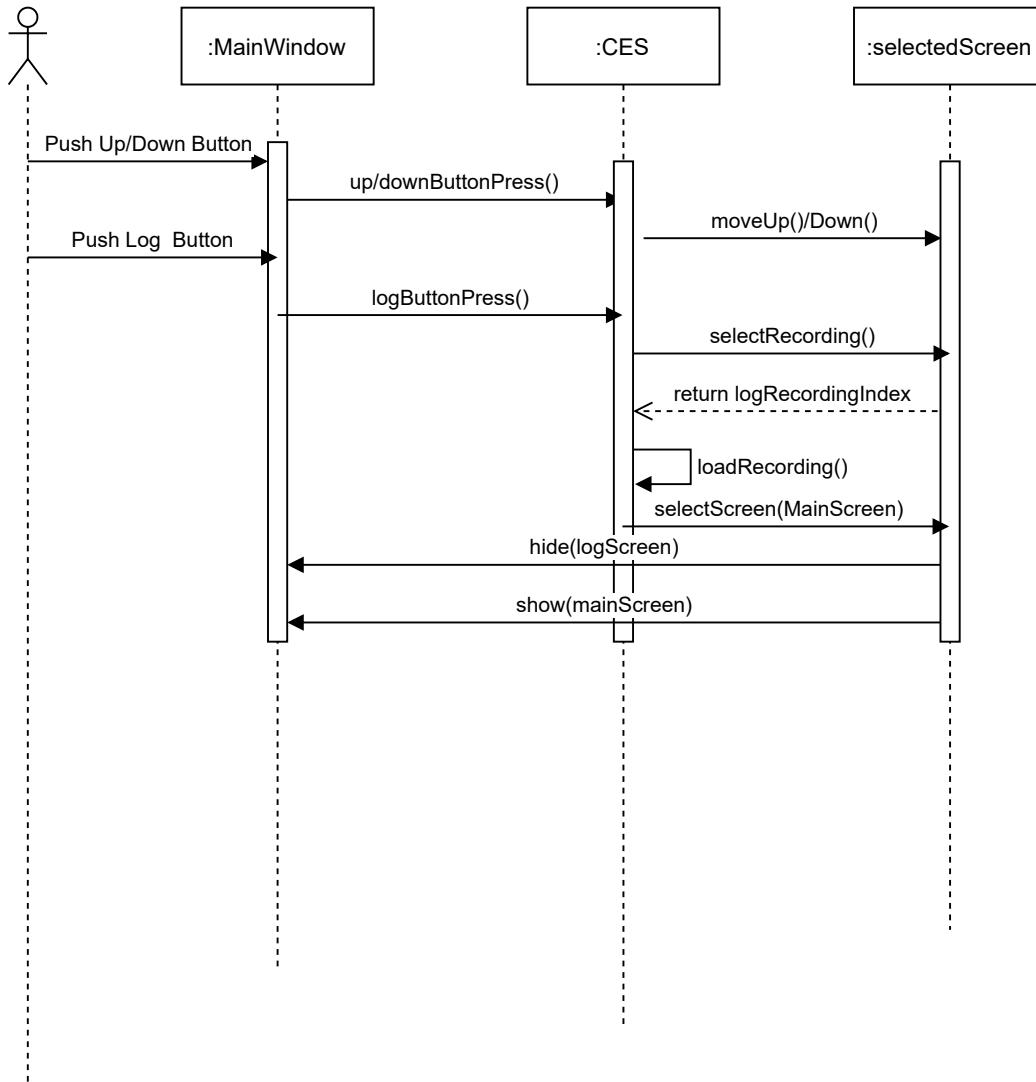 :MainWindow
:CES
:selectedScreen
Push Up/Down Button
up/downButtonPress()
moveUp()/Down()
Push Log  Button
logButtonPress()
selectRecording()
return logRecordingIndex
loadRecording()
selectScreen(MainScreen)
hide(logScreen)
show(mainScreen)